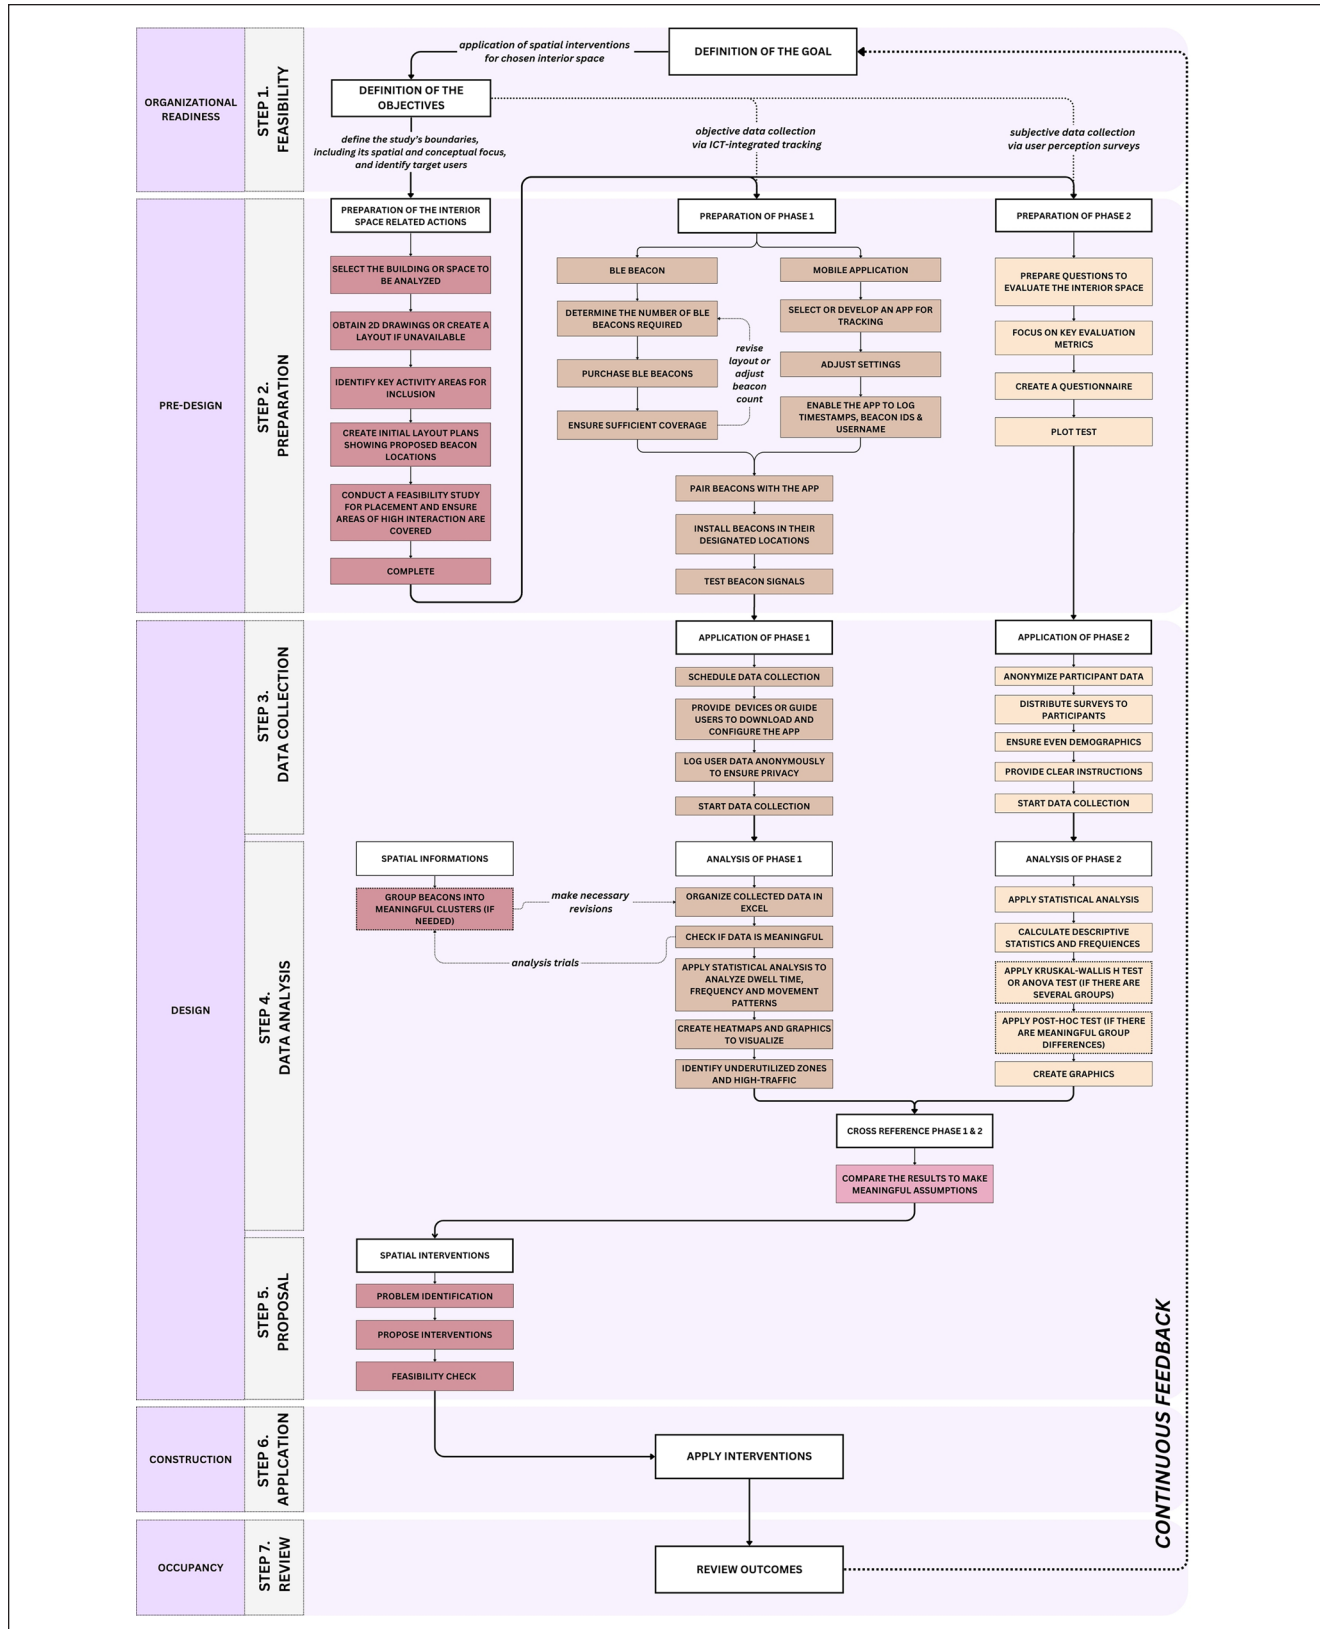 DEFINITION OF THE GOAL
application of spatial interventions
for chosen interior space
ORGANIZATIONAL
READINESS
STEP 1.
FEASIBILITY
DEFINITION OF THE
OBJECTIVES
define the study's boundaries,
including its spatial and conceptual focus,
and identify target users
objective data collection
via ICT-integrated tracking
subjective data collection
via user perception surveys
PRE-DESIGN
STEP 2.
PREPARATION
PREPARATION OF THE INTERIOR
SPACE RELATED ACTIONS
SELECT THE BUILDING OR SPACE TO
BE ANALYZED
OBTAIN 2D DRAWINGS OR CREATE A
LAYOUT IF UNAVAILABLE
IDENTIFY KEY ACTIVITY AREAS FOR
INCLUSION
CREATE INITIAL LAYOUT PLANS
SHOWING PROPOSED BEACON
LOCATIONS
CONDUCT A FEASIBILITY STUDY
FOR PLACEMENT AND ENSURE
AREAS OF HIGH INTERACTION ARE
COVERED
COMPLETE
PREPARATION OF PHASE 1
BLE BEACON
DETERMINE THE NUMBER OF BLE
BEACONS REQUIRED
PURCHASE BLE BEACONS
ENSURE SUFFICIENT COVERAGE
revise
layout or
adjust
beacon
count
MOBILE APPLICATION
SELECT OR DEVELOP AN APP FOR
TRACKING
ADJUST SETTINGS
ENABLE THE APP TO LOG
TIMESTAMPS, BEACON IDS &
USERNAME
PAIR BEACONS WITH THE APP
INSTALL BEACONS IN THEIR
DESIGNATED LOCATIONS
TEST BEACON SIGNALS
PREPARATION OF PHASE 2
PREPARE QUESTIONS TO
EVALUATE THE INTERIOR SPACE
FOCUS ON KEY EVALUATION
METRICS
CREATE A QUESTIONNAIRE
PLOT TEST
DESIGN
STEP 3.
DATA COLLECTION
APPLICATION OF PHASE 1
SCHEDULE DATA COLLECTION
PROVIDE DEVICES OR GUIDE
USERS TO DOWNLOAD AND
CONFIGURE THE APP
LOG USER DATA ANONYMOUSLY
TO ENSURE PRIVACY
START DATA COLLECTION
APPLICATION OF PHASE 2
ANONYMIZE PARTICIPANT DATA
DISTRIBUTE SURVEYS TO
PARTICIPANTS
ENSURE EVEN DEMOGRAPHICS
PROVIDE CLEAR INSTRUCTIONS
START DATA COLLECTION
STEP 4.
DATA ANALYSIS
SPATIAL INFORMATIONS
GROUP BEACONS INTO
MEANINGFUL CLUSTERS (IF
NEEDED)
make necessary
revisions
analysis trials
ANALYSIS OF PHASE 1
ORGANIZE COLLECTED DATA IN
EXCEL
CHECK IF DATA IS MEANINGFUL
APPLY STATISTICAL ANALYSIS TO
ANALYZE DWELL TIME,
FREQUENCY AND MOVEMENT
PATTERNS
CREATE HEATMAPS AND GRAPHICS
TO VISUALIZE
IDENTIFY UNDERUTILIZED ZONES
AND HIGH-TRAFFIC
ANALYSIS OF PHASE 2
APPLY STATISTICAL ANALYSIS
CALCULATE DESCRIPTIVE
STATISTICS AND FREQUIENCES
APPLY KRUSKAL-WALLIS H TEST
OR ANOVA TEST (IF THERE ARE
SEVERAL GROUPS)
APPLY POST-HOC TEST (IF THERE
ARE MEANINGFUL GROUP
DIFFERENCES)
CREATE GRAPHICS
CROSS REFERENCE PHASE 1 & 2
COMPARE THE RESULTS TO MAKE
MEANINGFUL ASSUMPTIONS
STEP 5.
PROPOSAL
SPATIAL INTERVENTIONS
PROBLEM IDENTIFICATION
PROPOSE INTERVENTIONS
FEASIBILITY CHECK
CONSTRUCTION
STEP 6.
APPLCATION
APPLY INTERVENTIONS
OCCUPANCY
STEP 7.
REVIEW
REVIEW OUTCOMES
CONTINUOUS FEEDBACK